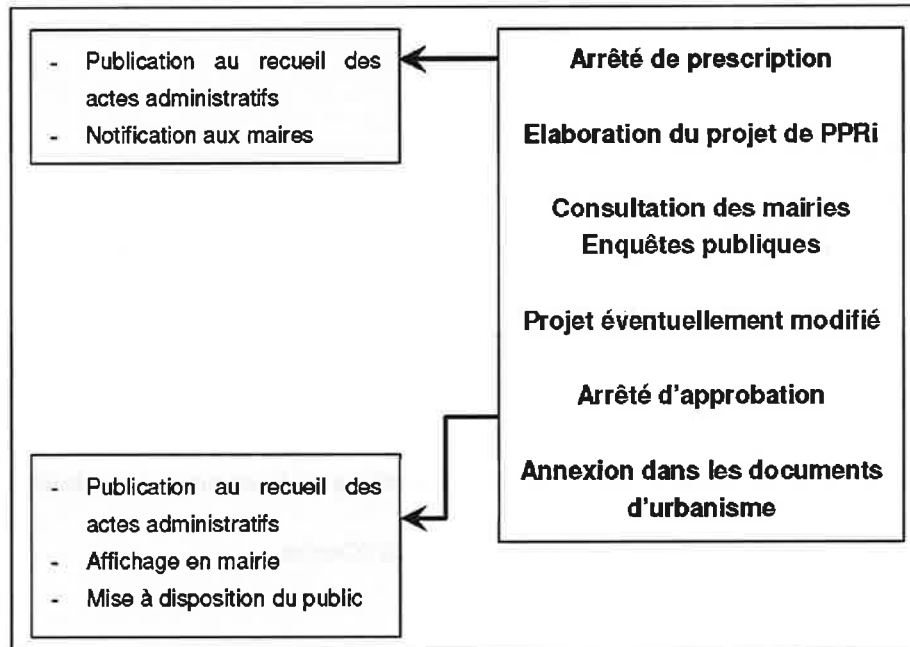 - Publication au recueil des
actes administratifs
- Notification aux maires
Arrêté de prescription
Elaboration du projet de PPRi
Consultation des mairies
Enquêtes publiques
Projet éventuellement modifié
Arrêté d'approbation
Annexion dans les documents
d'urbanisme
- Publication au recueil des
actes administratifs
- Affichage en mairie
- Mise à disposition du public